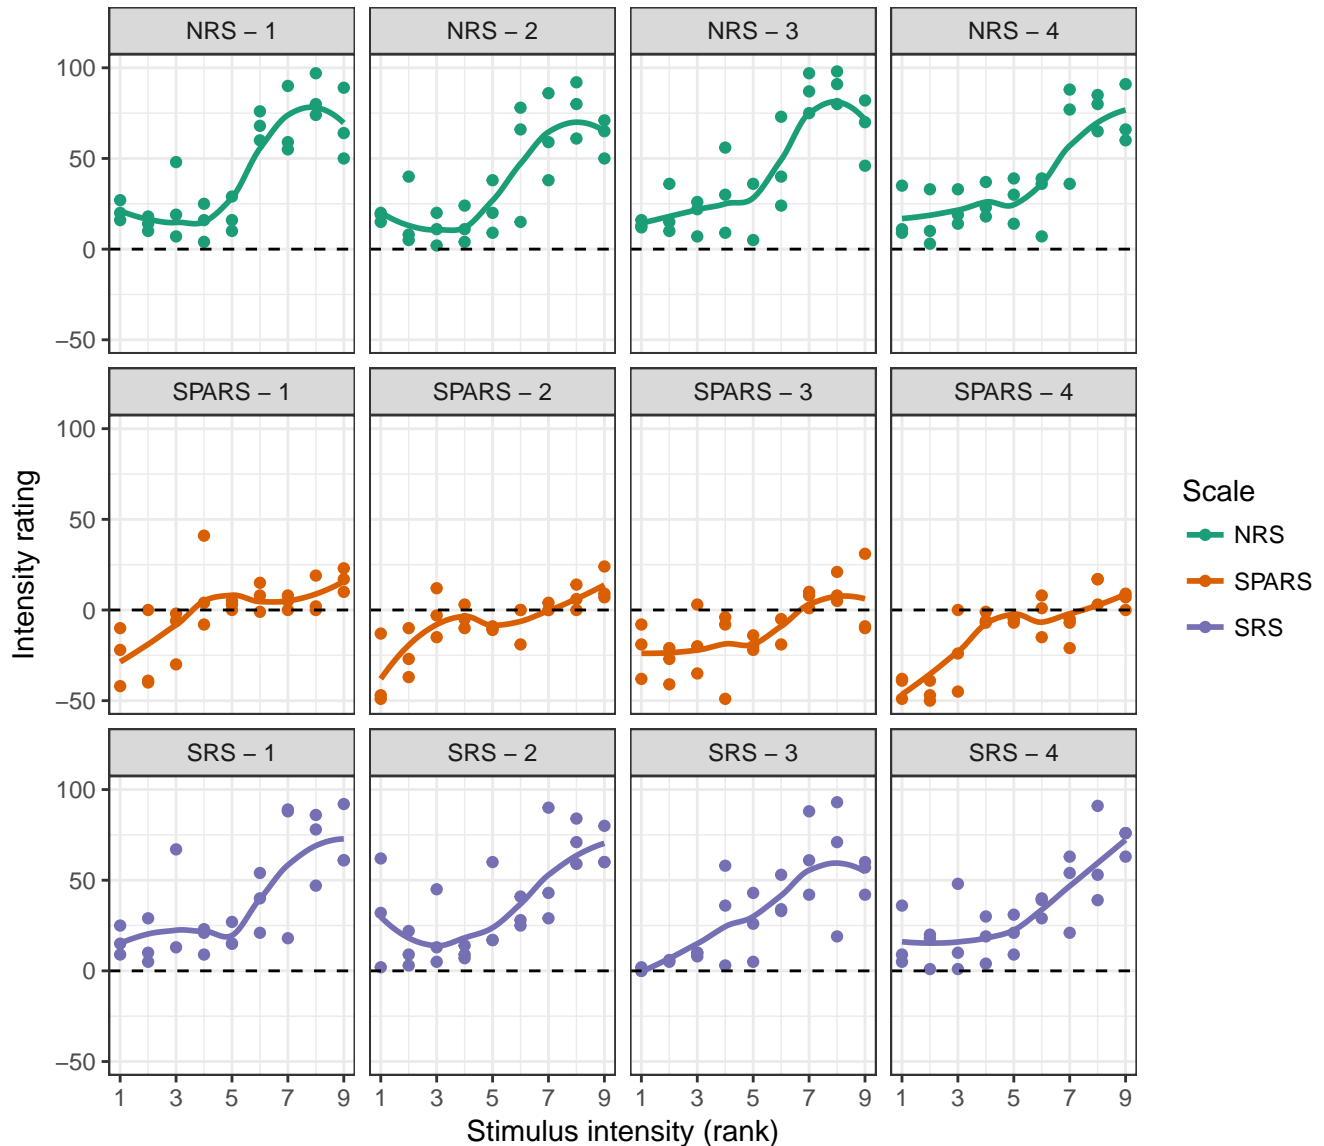 NRS − 1
NRS − 2
NRS − 3
NRS − 4
100
50
0
−50
SPARS − 1
SPARS − 2
SPARS − 3
SPARS − 4
100
50
0
−50
SRS − 1
SRS − 2
SRS − 3
SRS − 4
100
50
0
−50
1 3 5 7 9 1 3 5 7 9 1 3 5 7 9 1 3 5 7 9
Stimulus intensity (rank)
Intensity rating
Scale
NRS
SPARS
SRS